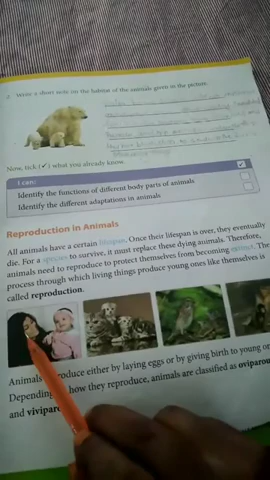 2. Write a short note on the habitat of the animals given in the picture.
Now, tick (✓) what you already know.
I can:
Identify the functions of different body parts of animals
Identify the different adaptations in animals
Reproduction in Animals
All animals have a certain lifespan. Once their lifespan is over, they eventually
die. For a species to survive, it must replace these dying animals. Therefore,
animals need to reproduce to protect themselves from becoming extinct. The
process through which living things produce young ones like themselves is
called reproduction.
Animals reproduce either by laying eggs or by giving birth to young
Depending how they reproduce, animals are classified as oviparous
and